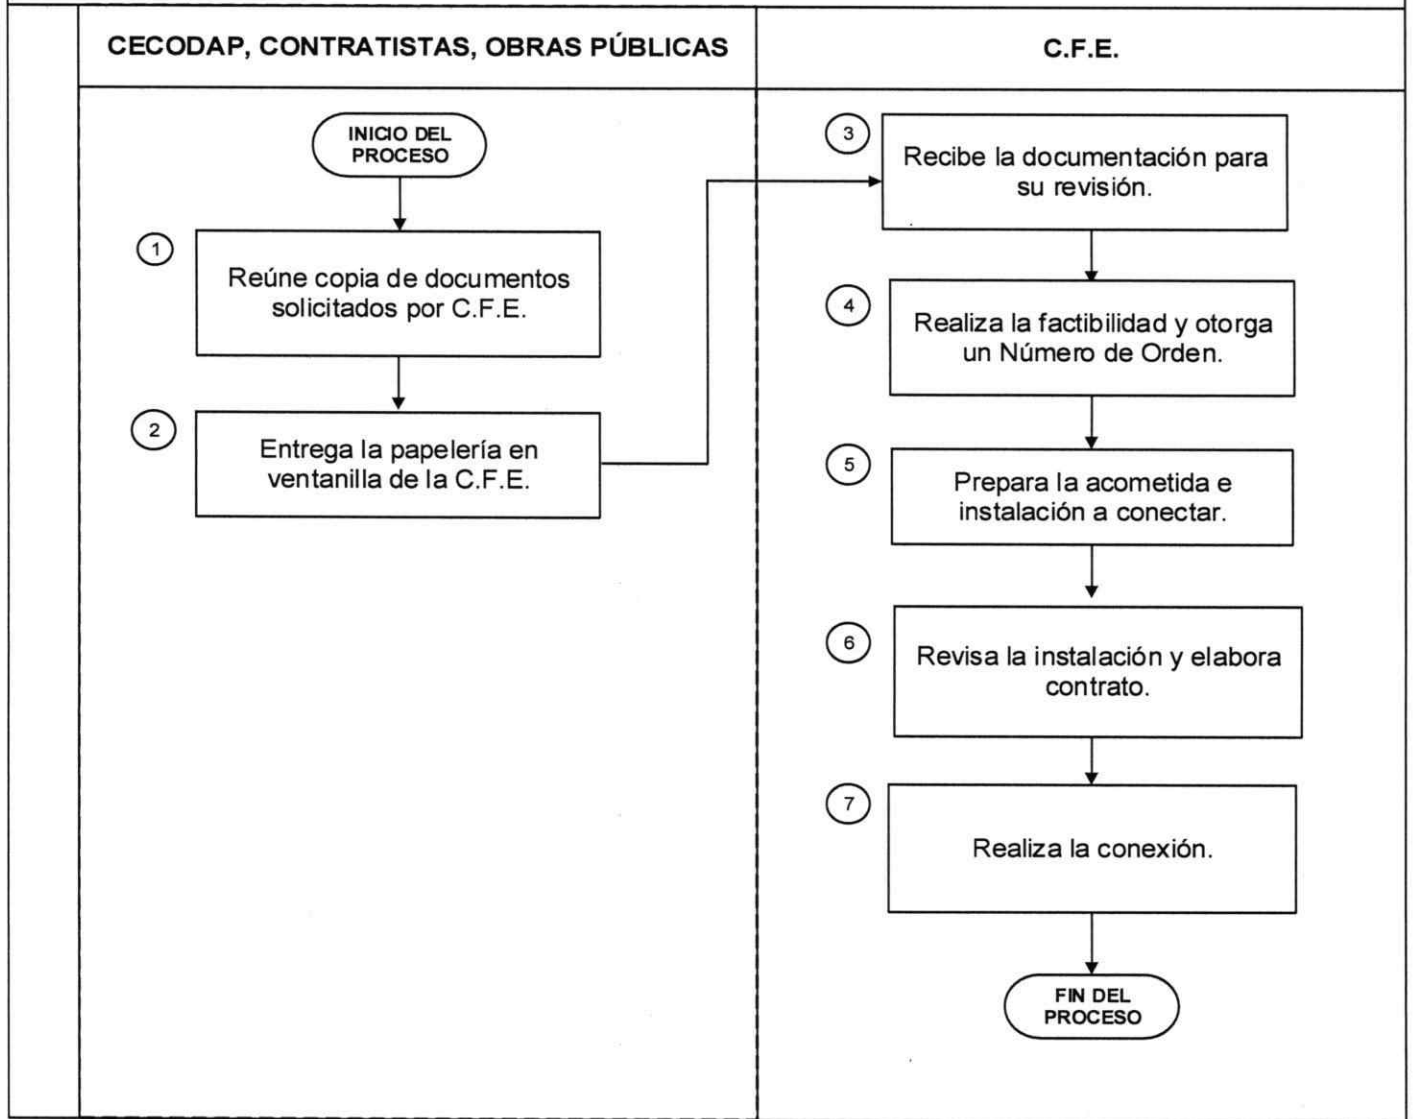 CECODAP, CONTRATISTAS, OBRAS PÚBLICAS
C.F.E.
INICIO DEL
PROCESO
1
Reúne copia de documentos
solicitados por C.F.E.
2
Entrega la papelería en
ventanilla de la C.F.E.
3
Recibe la documentación para
su revisión.
4
Realiza la factibilidad y otorga
un Número de Orden.
5
Prepara la acometida e
instalación a conectar.
6
Revisa la instalación y elabora
contrato.
7
Realiza la conexión.
FIN DEL
PROCESO